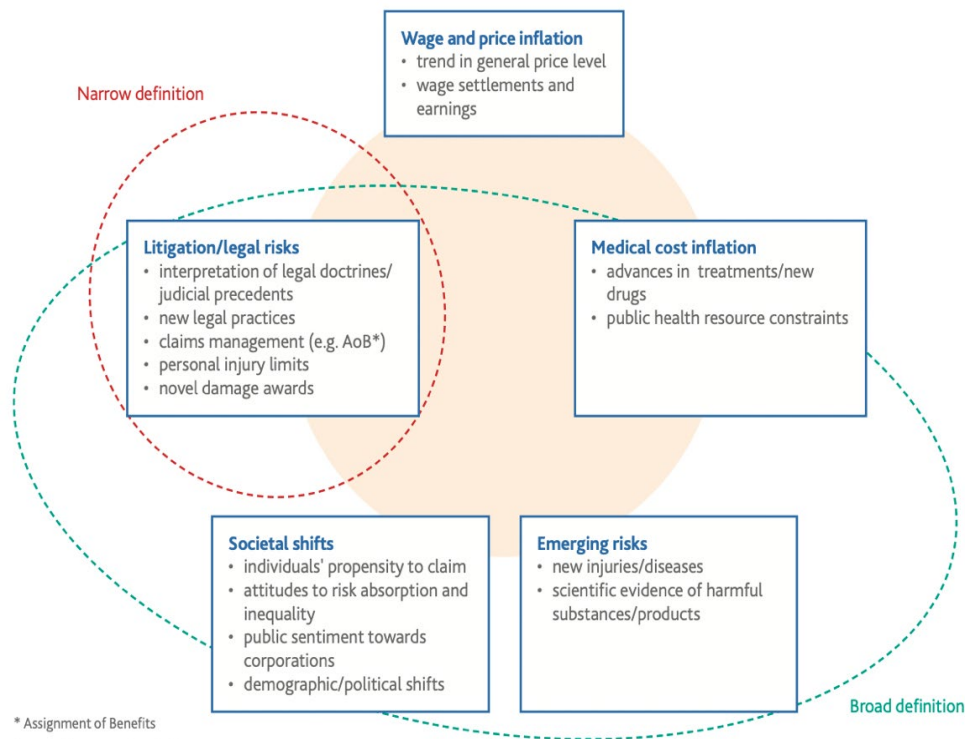 Wage and price inflation
• trend in general price level
• wage settlements and
earnings
Narrow definition
Litigation/legal risks
• interpretation of legal doctrines/
judicial precedents
• new legal practices
• claims management (e.g. AoB*)
• personal injury limits
• novel damage awards
Medical cost inflation
• advances in treatments/new
drugs
• public health resource constraints
Societal shifts
• individuals' propensity to claim
• attitudes to risk absorption and
inequality
• public sentiment towards
corporations
• demographic/political shifts
Emerging risks
• new injuries/diseases
• scientific evidence of harmful
substances/products
Broad definition
* Assignment of Benefits